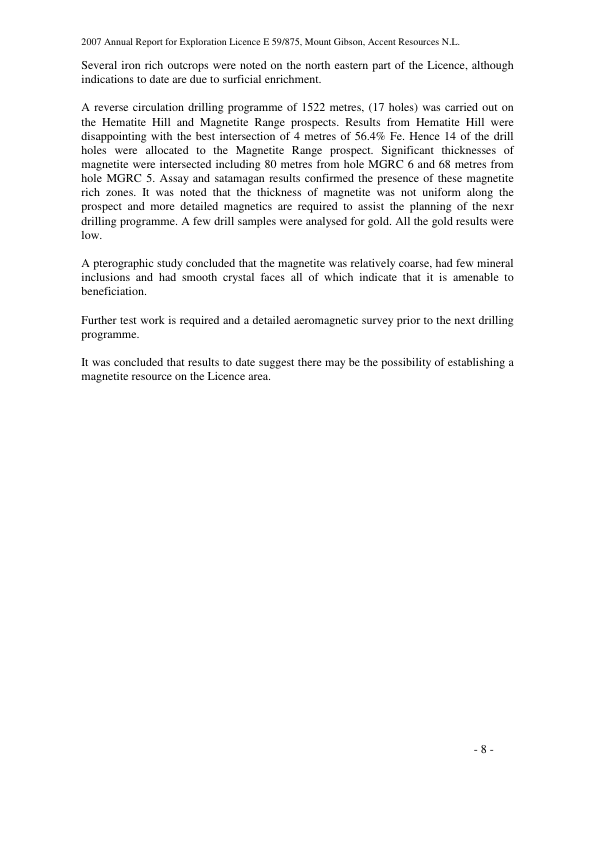 2007 Annual Report for Exploration Licence E 59/875, Mount Gibson, Accent Resources N.L.
Several iron rich outcrops were noted on the north eastern part of the Licence, although
indications to date are due to surficial enrichment.
A reverse circulation drilling programme of 1522 metres, (17 holes) was carried out on
the Hematite Hill and Magnetite Range prospects. Results from Hematite Hill were
disappointing with the best intersection of 4 metres of 56.4% Fe. Hence 14 of the drill
holes were allocated to the Magnetite Range prospect. Significant thicknesses of
magnetite were intersected including 80 metres from hole MGRC 6 and 68 metres from
hole MGRC 5. Assay and satamagan results confirmed the presence of these magnetite
rich zones. It was noted that the thickness of magnetite was not uniform along the
prospect and more detailed magnetics are required to assist the planning of the nexr
drilling programme. A few drill samples were analysed for gold. All the gold results were
low.
A pterographic study concluded that the magnetite was relatively coarse, had few mineral
inclusions and had smooth crystal faces all of which indicate that it is amenable to
beneficiation.
Further test work is required and a detailed aeromagnetic survey prior to the next drilling
programme.
It was concluded that results to date suggest there may be the possibility of establishing a
magnetite resource on the Licence area.
- 8 -